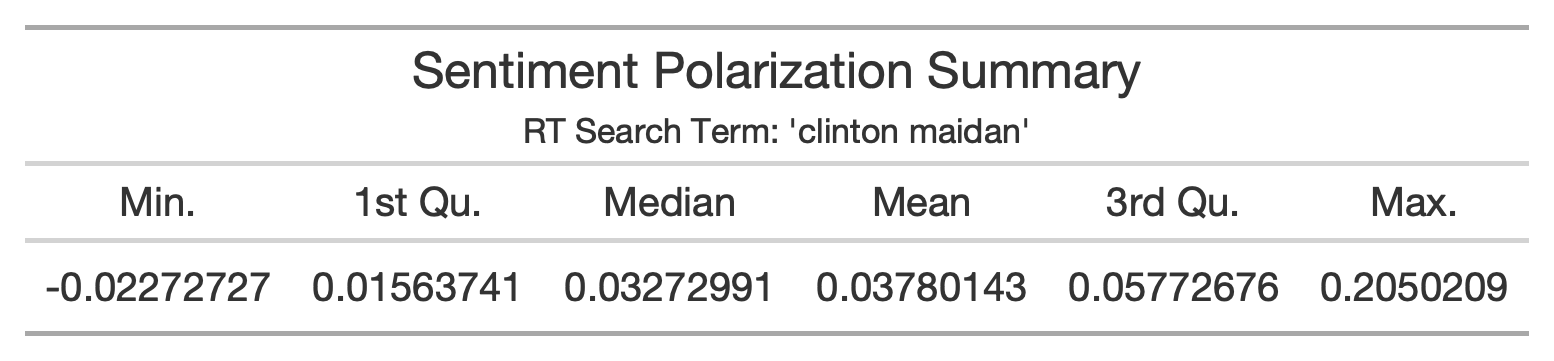 Sentiment Polarization Summary
RT Search Term: 'clinton maidan'
Min. 1st Qu. Median Mean 3rd Qu. Max.
-0.02272727 0.01563741 0.03272991 0.03780143 0.05772676 0.2050209